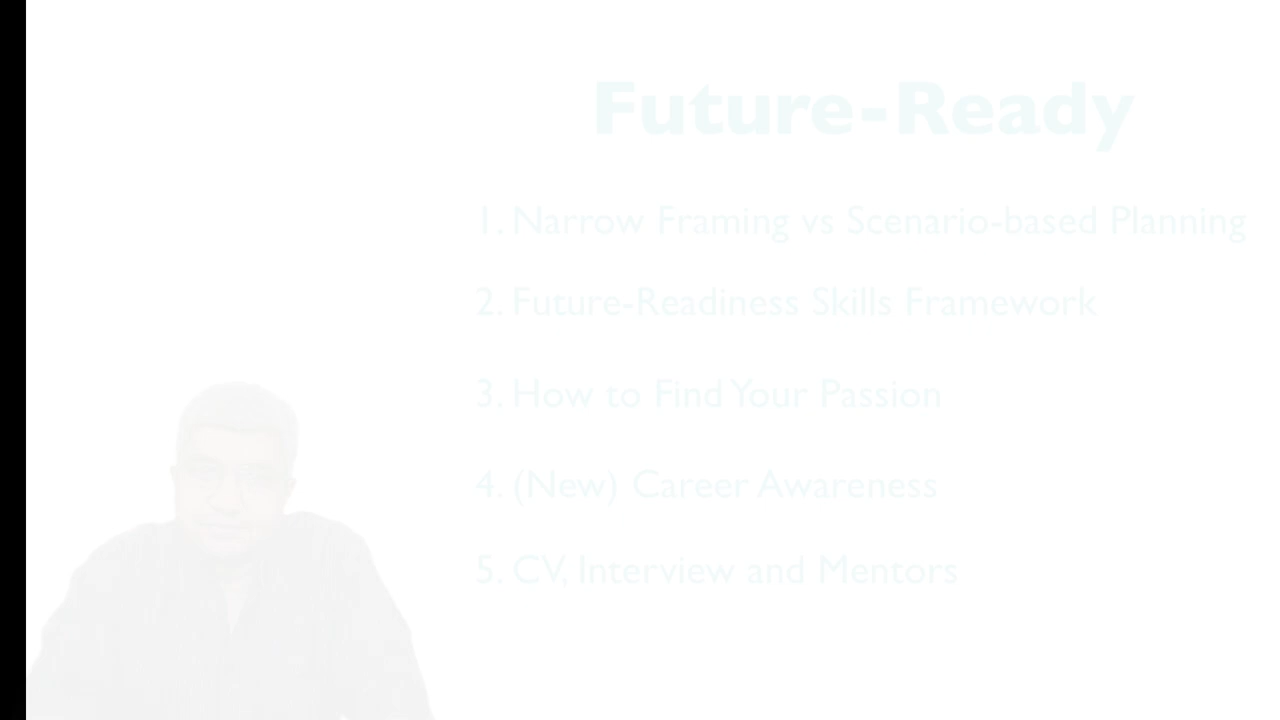 Future-Ready
1. Narrow Framing vs Scenario-based Planning
2. Future-Readiness Skills Framework
3. How to Find Your Passion
4. (New) Career Awareness
5. CV, Interview and Mentors